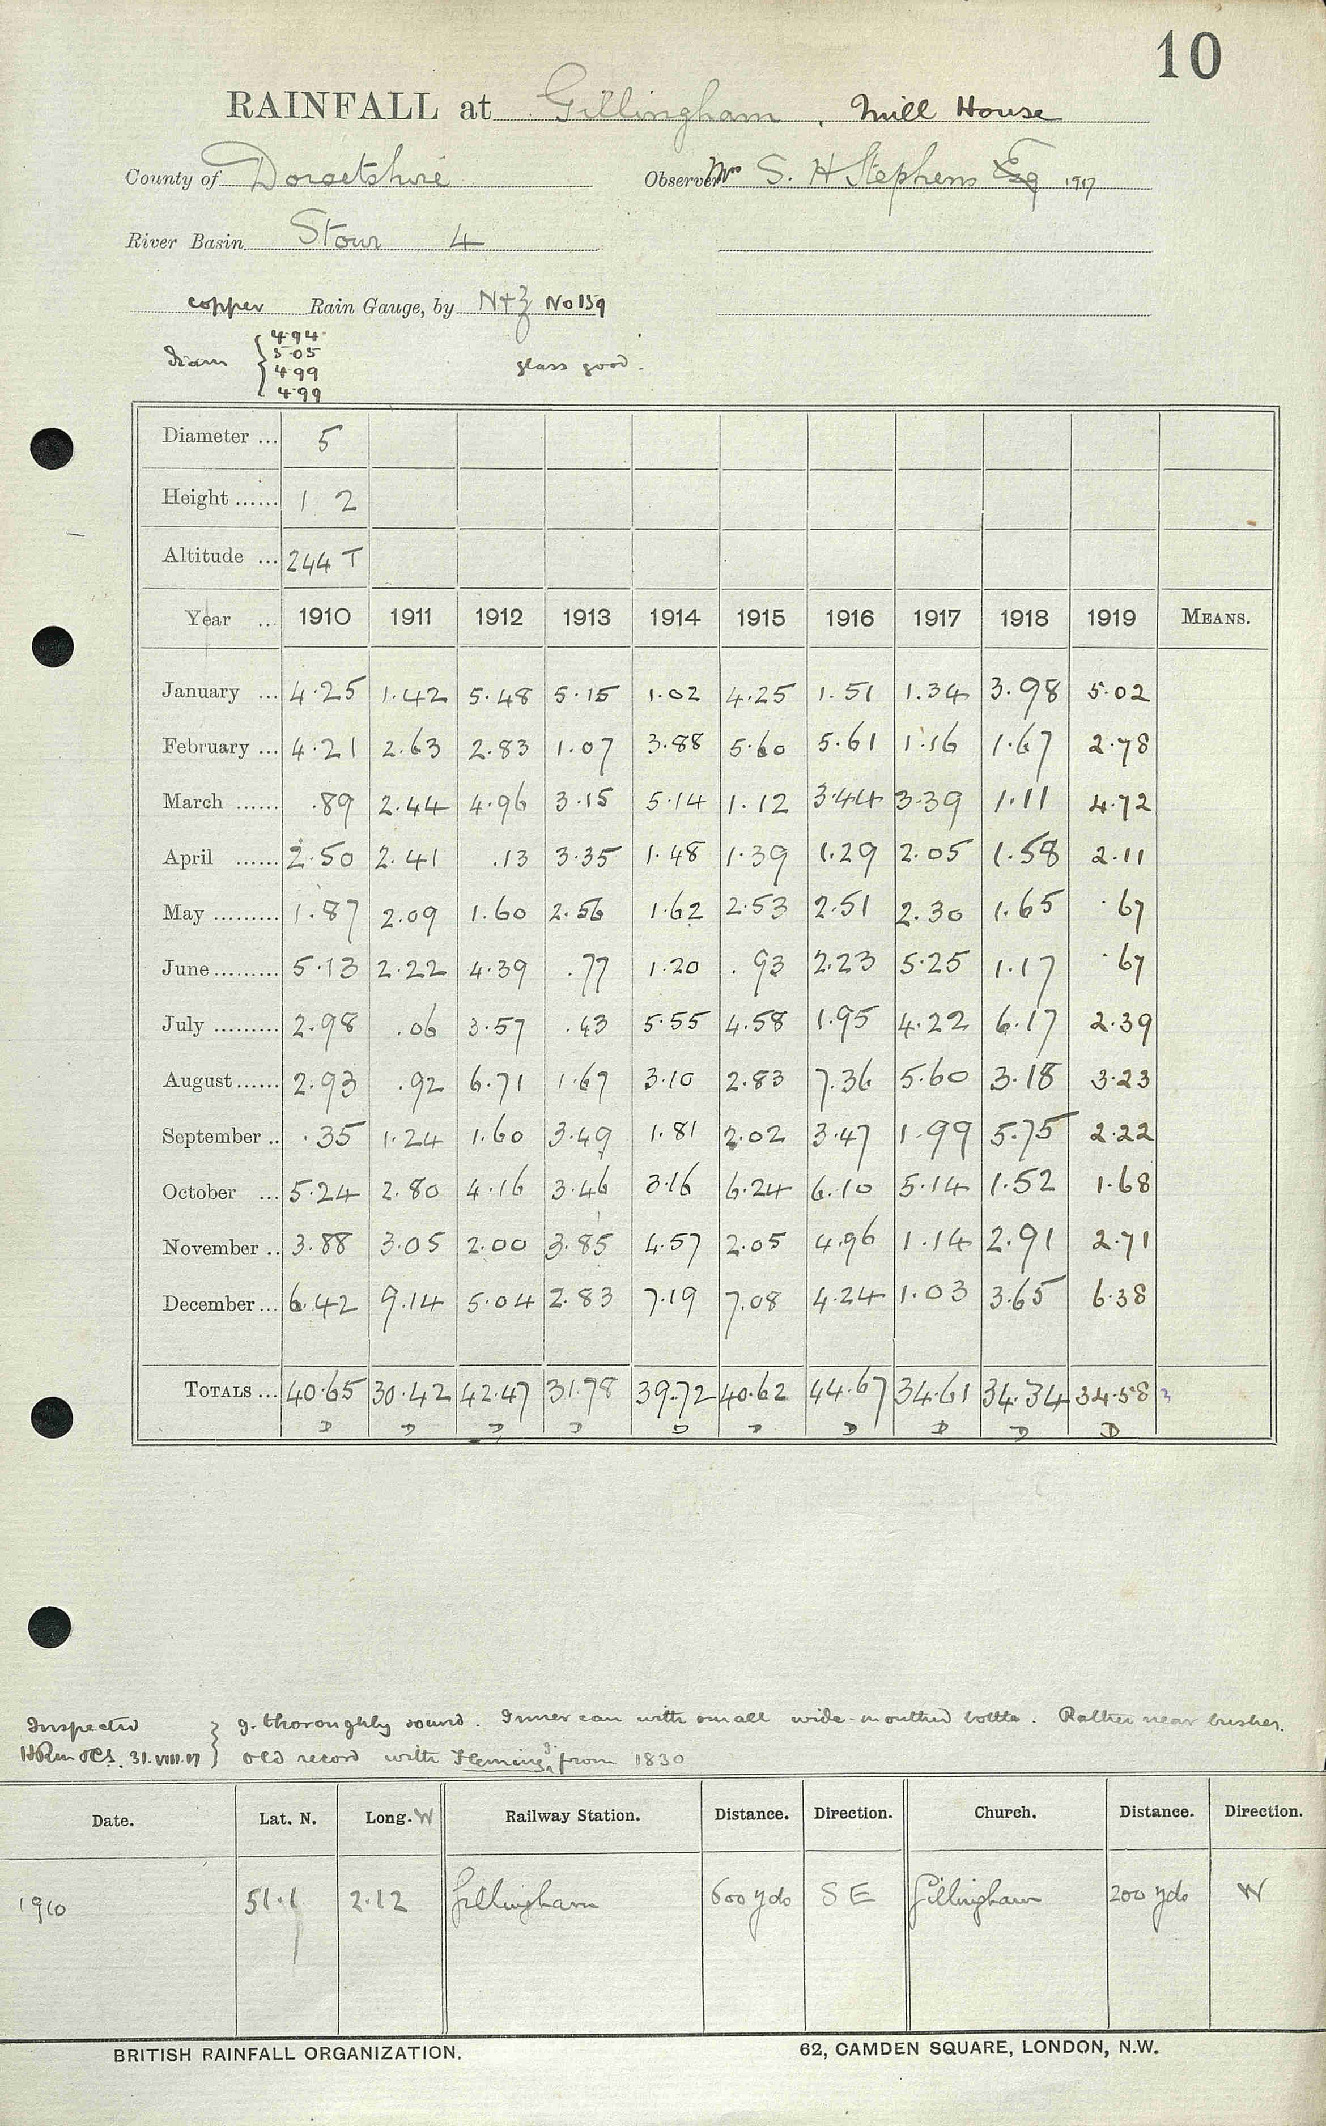 10
RAINFALL at Gillingham, Mill House
County of Dorsetshire Observer Mrs S. H Stephens Esq 1917
River Basin Stour 4
copper Rain Gauge, by N+Z No 159
Diam { 4.94 5.05 4.99 4.99 glass good.
Diameter ... 5
Height ...... 1 2
Altitude ... 244 T
Year .. 1910 1911 1912 1913 1914 1915 1916 1917 1918 1919 MEANS.
January ... 4.25 1.42 5.48 5.15 1.02 4.25 1.51 1.34 3.98 5.02
February ... 4.21 2.63 2.83 1.07 3.88 5.60 5.61 1.16 1.67 2.78
March ...... .89 2.44 4.96 3.15 5.14 1.12 3.44 3.39 1.11 4.72
April ...... 2.50 2.41 .13 3.35 1.48 1.39 1.29 2.05 1.58 2.11
May ......... 1.87 2.09 1.60 2.56 1.62 2.53 2.51 2.30 1.65 .67
June ......... 5.13 2.22 4.39 .77 1.20 .93 2.23 5.25 1.17 .67
July ......... 2.98 .06 3.57 .43 5.55 4.58 1.95 4.22 6.17 2.39
August ...... 2.93 .92 6.71 1.67 3.10 2.83 7.36 5.60 3.18 3.23
September .. .35 1.24 1.60 3.49 1.81 2.02 3.47 1.99 5.75 2.22
October ... 5.24 2.80 4.16 3.46 3.16 6.24 6.10 5.14 1.52 1.68
November .. 3.88 3.05 2.00 3.85 4.57 2.05 4.96 1.14 2.91 2.71
December ... 6.42 9.14 5.04 2.83 7.19 7.08 4.24 1.03 3.65 6.38
TOTALS ... 40.65 30.42 42.47 31.78 39.72 40.62 44.67 34.61 34.34 34.58
D D D D D D D D D D
Inspected } g. thoroughly sound. Inner can with small wide-mouthed bottle. Rather near bushes.
31.VIII.17 } old record with from 1830
Date. Lat. N. Long. W Railway Station. Distance. Direction. Church. Distance. Direction.
1910 51.1 2.12 Gillingham 600 yds SE Gillingham 200 yds W
BRITISH RAINFALL ORGANIZATION. 62, CAMDEN SQUARE, LONDON, N.W.